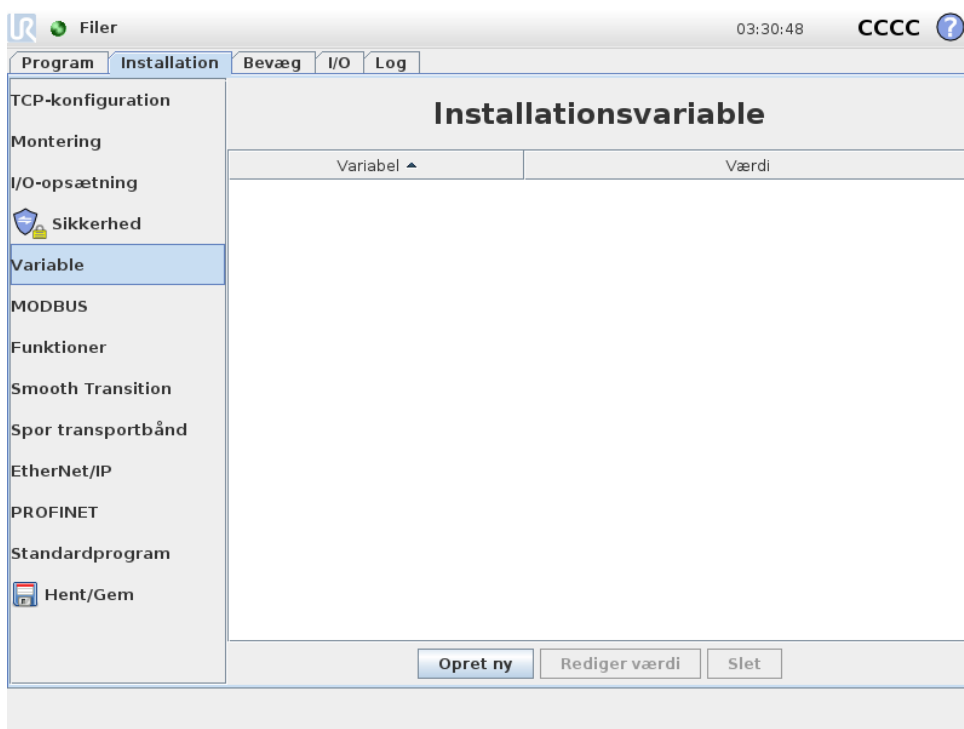 UR Filer 03:30:48 CCCC ?
Program Installation Bevæg I/O Log
TCP-konfiguration
Montering
I/O-opsætning
Sikkerhed
Variable
MODBUS
Funktioner
Smooth Transition
Spor transportbånd
EtherNet/IP
PROFINET
Standardprogram
Hent/Gem
Installationsvariable
Variabel Værdi
Opret ny Rediger værdi Slet